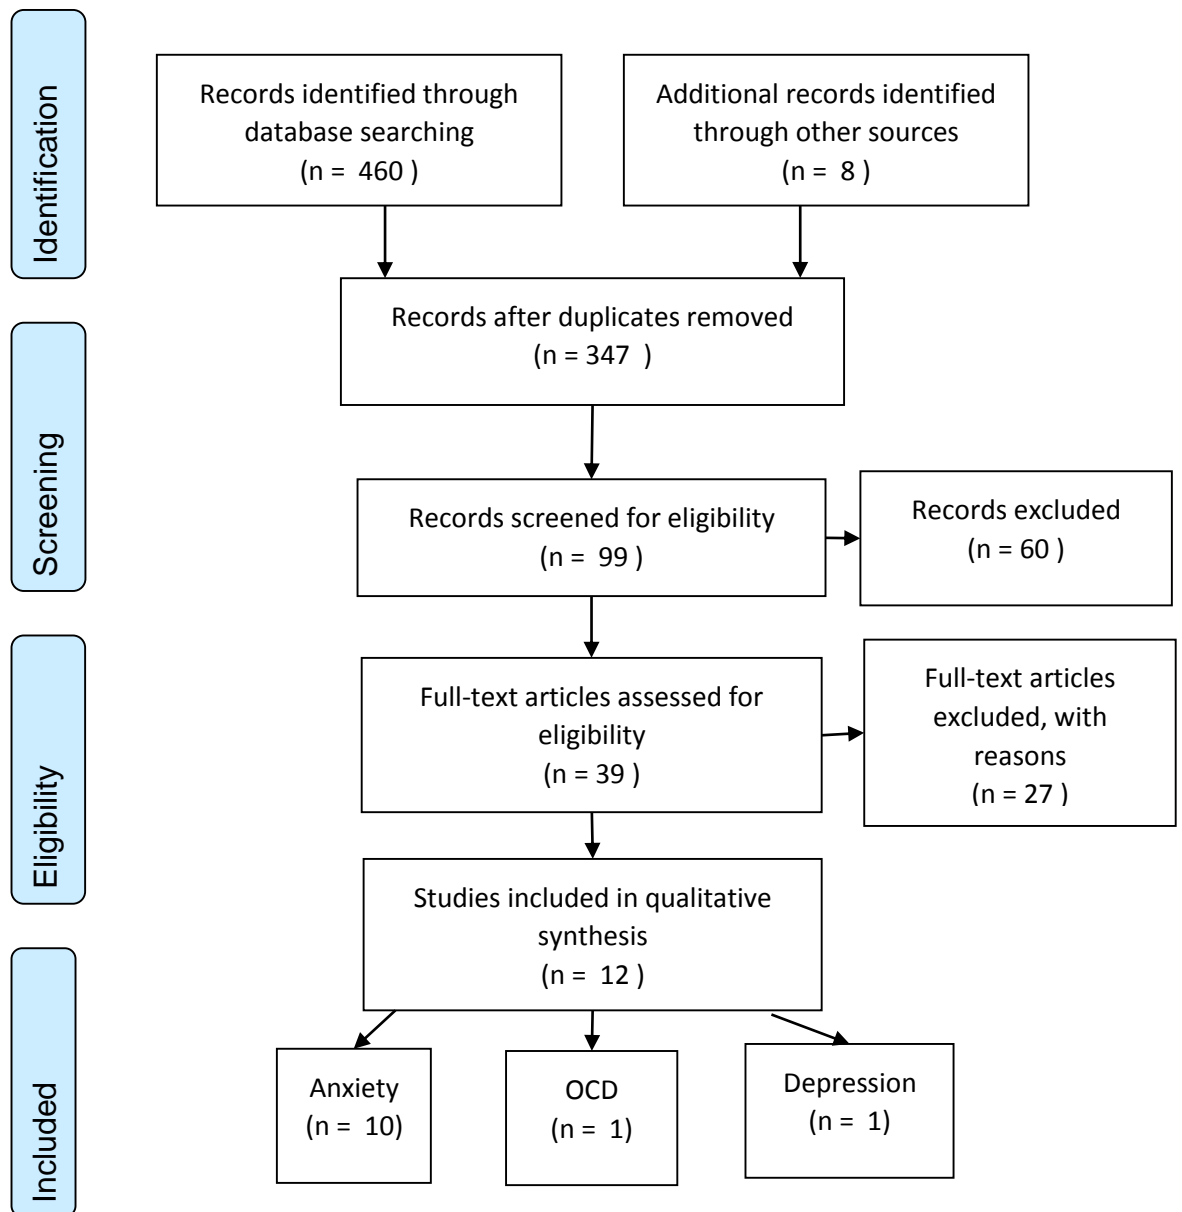 Identification
Records identified through
database searching
(n = 460 )
Additional records identified
through other sources
(n = 8 )
Records after duplicates removed
(n = 347 )
Screening
Records screened for eligibility
(n = 99 )
Records excluded
(n = 60 )
Eligibility
Full-text articles assessed for
eligibility
(n = 39 )
Full-text articles
excluded, with
reasons
(n = 27 )
Studies included in qualitative
synthesis
(n = 12 )
Included
Anxiety
(n = 10)
OCD
(n = 1)
Depression
(n = 1)